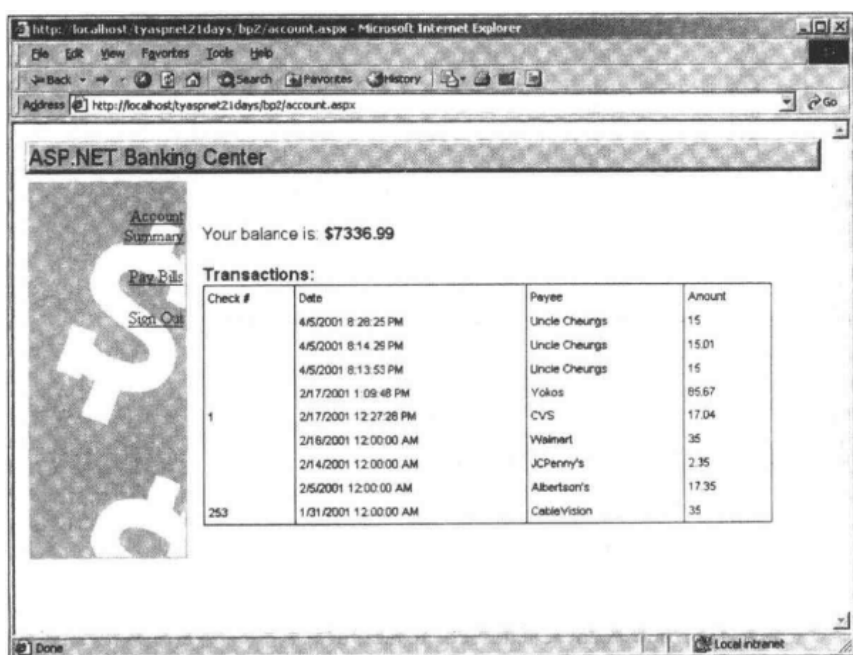 http://localhost/tyaspnet21days/bp2/account.aspx - Microsoft Internet Explorer
File Edit View Favorites Tools Help
Back Search Favorites History
Address http://localhost/tyaspnet21days/bp2/account.aspx Go
ASP.NET Banking Center
Account
Summary
Pay Bills
Sign Out
Your balance is: $7336.99
Transactions:
Check # Date Payee Amount
4/5/2001 8:28:25 PM Uncle Cheungs 15
4/5/2001 8:14:29 PM Uncle Cheungs 15.01
4/5/2001 8:13:53 PM Uncle Cheungs 15
2/17/2001 1:09:48 PM Yokos 85.67
1 2/17/2001 12:27:28 PM CVS 17.04
2/16/2001 12:00:00 AM Walmart 35
2/14/2001 12:00:00 AM JCPenny's 2.35
2/5/2001 12:00:00 AM Albertson's 17.35
253 1/31/2001 12:00:00 AM CableVision 35
Done Local intranet